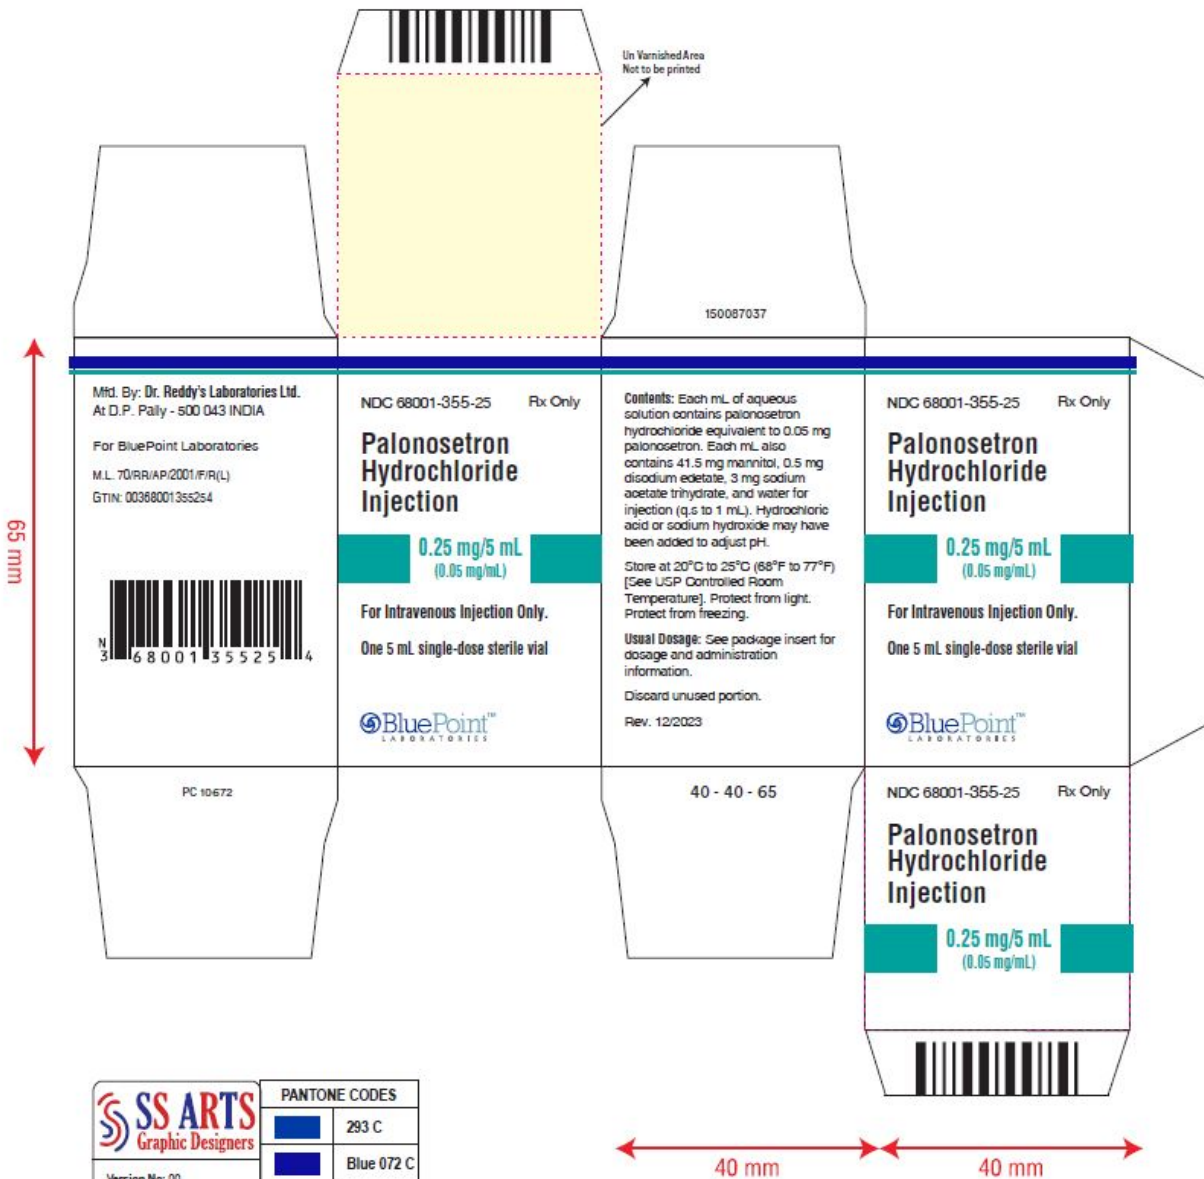 Un Varnished Area
Not to be printed
150087037
65 mm
Mfd. By: Dr. Reddy's Laboratories Ltd.
At D.P. Pally - 500 043 INDIA
For BluePoint Laboratories
M.L. 70/RR/AP/2001/F/R(L)
GTIN: 00368001355254
N
3 68001 35525 4
NDC 68001-355-25 Rx Only
Palonosetron
Hydrochloride
Injection
0.25 mg/5 mL
(0.05 mg/mL)
For Intravenous Injection Only.
One 5 mL single-dose sterile vial
BluePoint™
LABORATORIES
Contents: Each mL of aqueous
solution contains palonosetron
hydrochloride equivalent to 0.05 mg
palonosetron. Each mL also
contains 41.5 mg mannitol, 0.5 mg
disodium edetate, 3 mg sodium
acetate trihydrate, and water for
injection (q.s to 1 mL). Hydrochloric
acid or sodium hydroxide may have
been added to adjust pH.
Store at 20°C to 25°C (68°F to 77°F)
[See USP Controlled Room
Temperature]. Protect from light.
Protect from freezing.
Usual Dosage: See package insert for
dosage and administration
information.
Discard unused portion.
Rev. 12/2023
NDC 68001-355-25 Rx Only
Palonosetron
Hydrochloride
Injection
0.25 mg/5 mL
(0.05 mg/mL)
For Intravenous Injection Only.
One 5 mL single-dose sterile vial
BluePoint™
LABORATORIES
PC 10672
40 - 40 - 65
NDC 68001-355-25 Rx Only
Palonosetron
Hydrochloride
Injection
0.25 mg/5 mL
(0.05 mg/mL)
SS ARTS
Graphic Designers
Version No: 00
PANTONE CODES
293 C
Blue 072 C
40 mm
40 mm